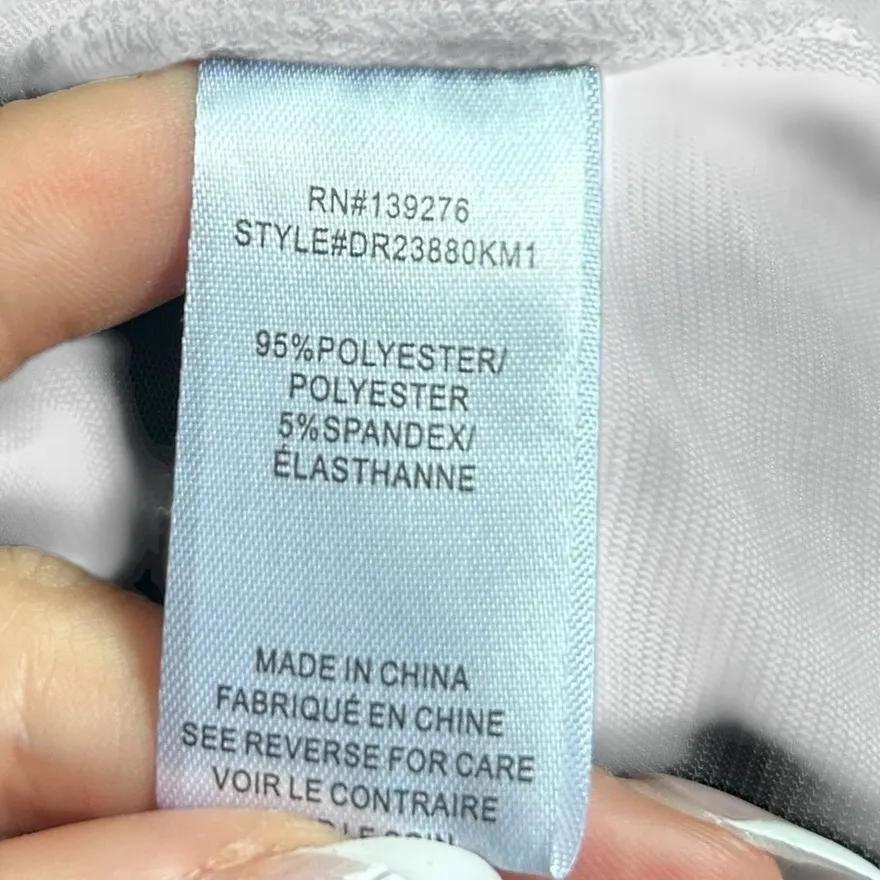 RN#139276
STYLE#DR23880KM1
95%POLYESTER/
POLYESTER
5%SPANDEX/
ÉLASTHANNE
MADE IN CHINA
FABRIQUÉ EN CHINE
SEE REVERSE FOR CARE
VOIR LE CONTRAIRE